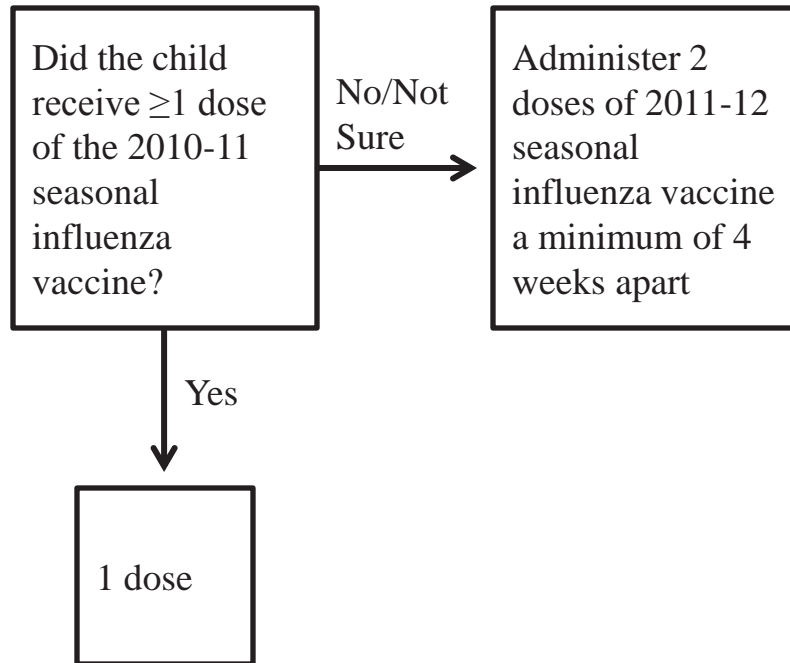 Did the child
receive ≥1 dose
of the 2010-11
seasonal
influenza
vaccine?
No/Not
Sure
Administer 2
doses of 2011-12
seasonal
influenza vaccine
a minimum of 4
weeks apart
Yes
1 dose